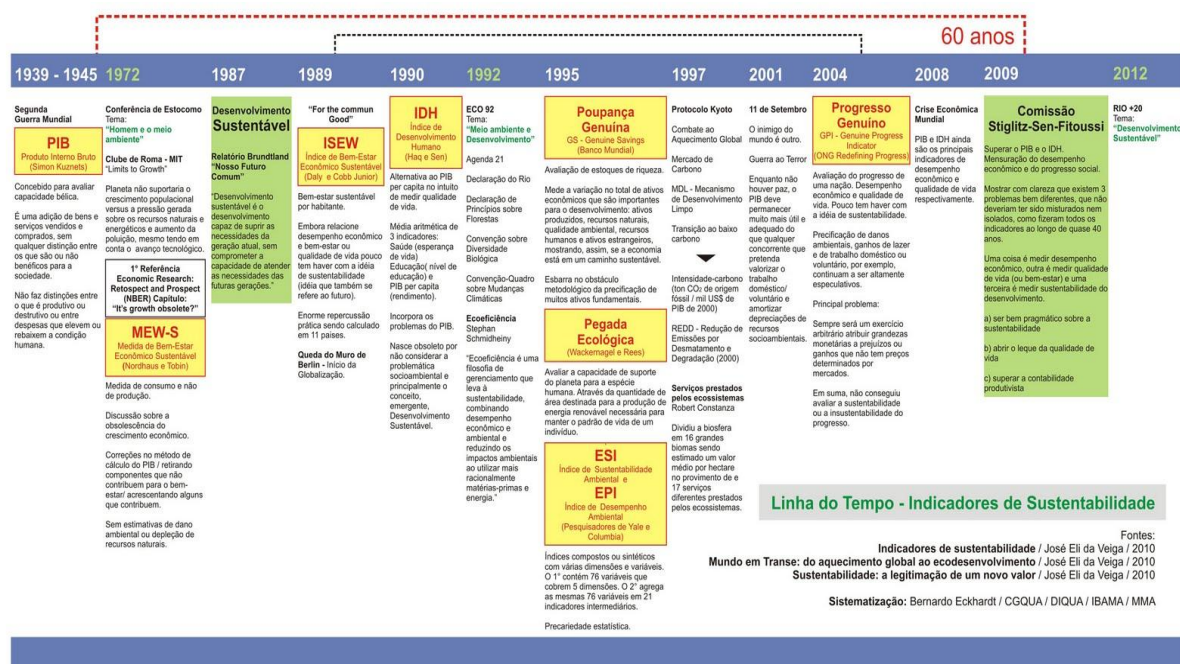 60 anos
1939 - 1945
Segunda
Guerra Mundial
PIB
Produto Interno Bruto
(Simon Kuznets)
Concebido para avaliar
capacidade bélica.
É uma adição de bens e
serviços vendidos e
comprados, sem
qualquer distinção entre
os que são ou não
benéficos para a
sociedade.
Não faz distinções entre
o que é produtivo ou
destrutivo ou entre
despesas que elevem ou
rebaixem a condição
humana.
1972
Conferência de Estocomo
Tema:
"Homem e o meio
ambiente"
Clube de Roma - MIT
"Limits to Growth"
Planeta não suportaria o
crescimento populacional
versus a pressão gerada
sobre os recursos naturais e
energéticos e aumento da
poluição, mesmo tendo em
conta o avanço tecnológico.
1° Referência
Economic Research:
Retospect and Prospect
(NBER) Capítulo:
"It's growth obsolete?"
MEW-S
Medida de Bem-Estar
Econômico Sustentável
(Nordhaus e Tobin)
Medida de consumo e não
de produção.
Discussão sobre a
obsolescência do
crescimento econômico.
Correções no método de
cálculo do PIB / retirando
componentes que não
contribuem para o bem-
estar/ acrescentando alguns
que contribuem.
Sem estimativas de dano
ambiental ou depleção de
recursos naturais.
1987
Desenvolvimento
Sustentável
Relatório Brundtland
"Nosso Futuro
Comum"
"Desenvolvimento
sustentável é o
desenvolvimento
capaz de suprir as
necessidades da
geração atual, sem
comprometer a
capacidade de atender
as necessidades das
futuras gerações."
1989
"For the commun
Good"
ISEW
Índice de Bem-Estar
Econômico Sustentável
(Daly e Cobb Junior)
Bem-estar sustentável
por habitante.
Embora relacione
desempenho econômico
e bem-estar ou
qualidade de vida pouco
tem haver com a idéia
de sustentabilidade
(idéia que também se
refere ao futuro).
Enorme repercussão
prática sendo calculado
em 11 países.
Queda do Muro de
Berlin - Início da
Globalização.
1990
IDH
Índice de
Desenvolvimento
Humano
(Haq e Sen)
Alternativa ao PIB
per capita no intuito
de medir qualidade
de vida.
Média aritmética de
3 indicadores:
Saúde (esperança
de vida)
Educação( nível de
educação) e
PIB per capita
(rendimento).
Incorpora os
problemas do PIB.
Nasce obsoleto por
não considerar a
problemática
socioambiental e
principalmente o
conceito,
emergente,
Desenvolvimento
Sustentável.
1992
ECO 92
Tema:
"Meio ambiente e
Desenvolvimento"
Agenda 21
Declaração do Rio
Declaração de
Princípios sobre
Florestas
Convenção sobre
Diversidade
Biológica
Convenção-Quadro
sobre Mudanças
Climáticas
Ecoeficiência
Stephan
Schmidheiny
"Ecoeficiência é uma
filosofia de
gerenciamento que
leva à
sustentabilidade,
combinando
desempenho
econômico e
ambiental e
reduzindo os
impactos ambientais
ao utilizar mais
racionalmente
matérias-primas e
energia."
1995
Poupança
Genuína
GS - Genuine Savings
(Banco Mundial)
Avaliação de estoques de riqueza.
Mede a variação no total de ativos
econômicos que são importantes
para o desenvolvimento: ativos
produzidos, recursos naturais,
qualidade ambiental, recursos
humanos e ativos estrangeiros,
mostrando, assim, se a economia
está em um caminho sustentável.
Esbarra no obstáculo
metodológico da precificação de
muitos ativos fundamentais.
Pegada
Ecológica
(Wackernagel e Rees)
Avaliar a capacidade de suporte
do planeta para a espécie
humana. Através da quantidade de
área destinada para a produção de
energia renovável necessária para
manter o padrão de vida de um
indivíduo.
ESI
Índice de Sustentabilidade
Ambiental e
EPI
Índice de Desempenho
Ambiental
(Pesquisadores de Yale e
Columbia)
Índices compostos ou sintéticos
com várias dimensões e variáveis.
O 1° contém 76 variáveis que
cobrem 5 dimensões. O 2° agrega
as mesmas 76 variáveis em 21
indicadores intermediários.
Precariedade estatística.
1997
Protocolo Kyoto
Combate ao
Aquecimento Global
Mercado de
Carbono
MDL - Mecanismo
de Desenvolvimento
Limpo
Transição ao baixo
carbono
Intensidade-carbono
(ton CO₂ de origem
fóssil / mil US$ de
PIB de 2000)
REDD - Redução de
Emissões por
Desmatamento e
Degradação (2000)
Serviços prestados
pelos ecossistemas
Robert Constanza
Dividiu a biosfera
em 16 grandes
biomas sendo
estimado um valor
médio por hectare
no provimento de e
17 serviços
diferentes prestados
pelos ecossistemas.
2001
11 de Setembro
O inimigo do
mundo é outro.
Guerra ao Terror
Enquanto não
houver paz, o
PIB deve
permanecer
muito mais útil e
adequado do que
qualquer
concorrente que
pretenda
valorizar o
trabalho
doméstico/
voluntário e
amortizar
depreciações de
recursos
socioambientais.
2004
Progresso
Genuíno
GPI - Genuine Progress
Indicator
(ONG Redefining Progress)
Avaliação do progresso de
uma nação. Desempenho
econômico e qualidade de
vida. Pouco tem haver com
a idéia de sustentabilidade.
Precificação de danos
ambientais, ganhos de lazer
e de trabalho doméstico ou
voluntário, por exemplo,
continuam a ser altamente
especulativos.
Principal problema:
Sempre será um exercício
arbitrário atribuir grandezas
monetárias a prejuízos ou
ganhos que não tem preços
determinados por
mercados.
Em suma, não conseguiu
avaliar a sustentabilidade
ou a insustentabilidade do
progresso.
2008
Crise Econômica
Mundial
PIB e IDH ainda
são os principais
indicadores de
desempenho
econômico e
qualidade de vida
respectivamente.
2009
Comissão
Stiglitz-Sen-Fitoussi
Superar o PIB e o IDH.
Mensuração do desempenho
econômico e do progresso social.
Mostrar com clareza que existem 3
problemas bem diferentes, que não
deveriam ter sido misturados nem
isolados, como fizeram todos os
indicadores ao longo de quase 40
anos.
Uma coisa é medir desempenho
econômico, outra é medir qualidade
de vida (ou bem-estar) e uma
terceira é medir sustentabilidade do
desenvolvimento.
a) ser bem pragmático sobre a
sustentabilidade
b) abrir o leque da qualidade de
vida
c) superar a contabilidade
produtivista
2012
RIO +20
Tema:
"Desenvolvimento
Sustentável"
Linha do Tempo - Indicadores de Sustentabilidade
Fontes:
Indicadores de sustentabilidade / José Eli da Veiga / 2010
Mundo em Transe: do aquecimento global ao ecodesenvolvimento / José Eli da Veiga / 2010
Sustentabilidade: a legitimação de um novo valor / José Eli da Veiga / 2010
Sistematização: Bernardo Eckhardt / CGQUA / DIQUA / IBAMA / MMA